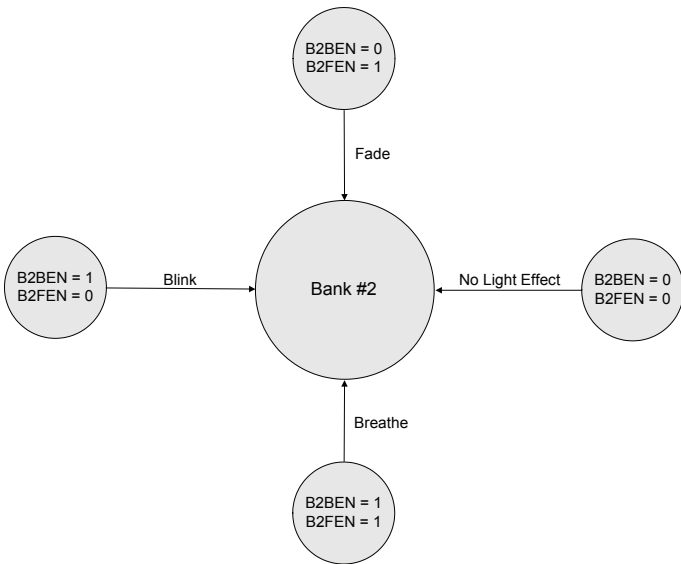 B2BEN = 0
B2FEN = 1
Fade
B2BEN = 1
B2FEN = 0
Blink
Bank #2
No Light Effect
B2BEN = 0
B2FEN = 0
Breathe
B2BEN = 1
B2FEN = 1